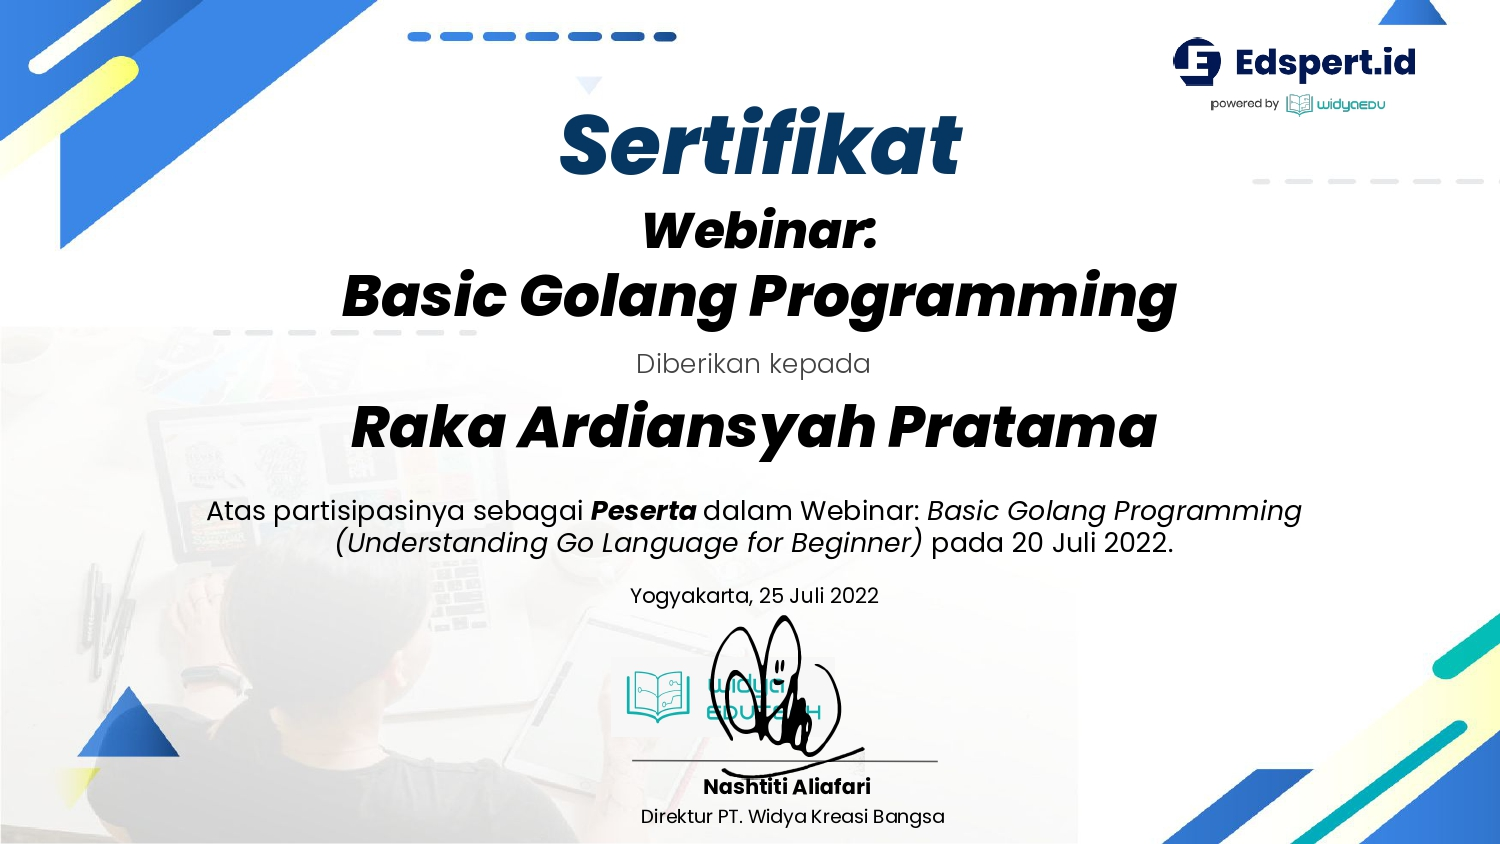 Edspert.id
powered by WIDYAEDU
Sertifikat
Webinar:
Basic Golang Programming
Diberikan kepada
Raka Ardiansyah Pratama
Atas partisipasinya sebagai Peserta dalam Webinar: Basic Golang Programming
(Understanding Go Language for Beginner) pada 20 Juli 2022.
Yogyakarta, 25 Juli 2022
widya
EDUTECH
Nashtiti Aliafari
Direktur PT. Widya Kreasi Bangsa